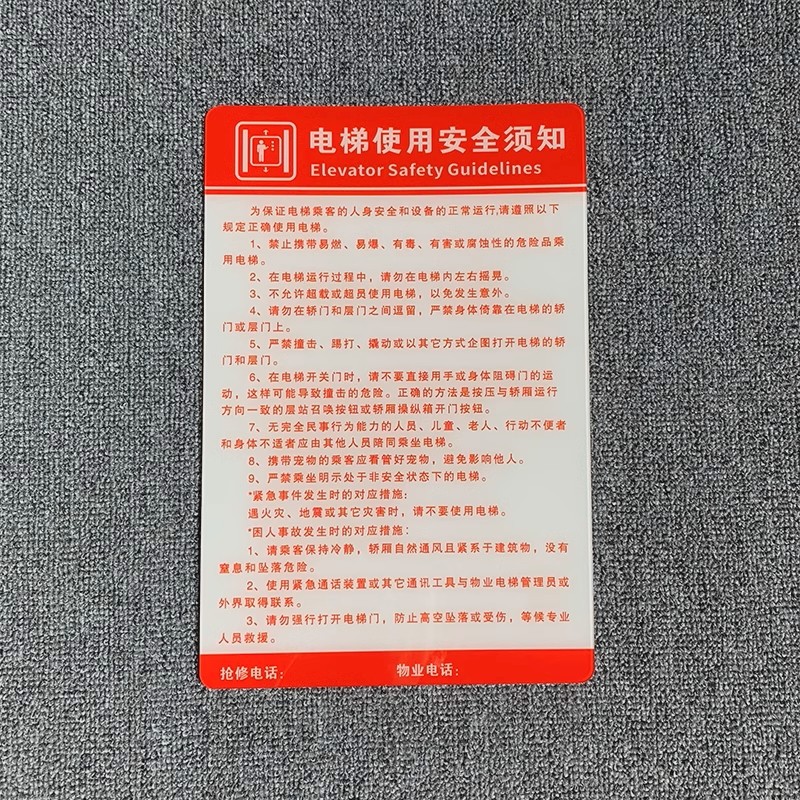 电梯使用安全须知
Elevator Safety Guidelines
为保证电梯乘客的人身安全和设备的正常运行,请遵照以下
规定正确使用电梯。
1、禁止携带易燃、易爆、有毒、有害或腐蚀性的危险品乘
用电梯。
2、在电梯运行过程中，请勿在电梯内左右摇晃。
3、不允许超载或超员使用电梯，以免发生意外。
4、请勿在轿门和层门之间逗留，严禁身体倚靠在电梯的轿
门或层门上。
5、严禁撞击、踢打、撬动或以其它方式企图打开电梯的轿
门和层门。
6、在电梯开关门时，请不要直接用手或身体阻碍门的运
动，这样可能导致撞击的危险。正确的方法是按压与轿厢运行
方向一致的层站召唤按钮或轿厢操纵箱开门按钮。
7、无完全民事行为能力的人员、儿童、老人、行动不便者
和身体不适者应由其他人员陪同乘坐电梯。
8、携带宠物的乘客应看管好宠物，避免影响他人。
9、严禁乘坐明示处于非安全状态下的电梯。
*紧急事件发生时的对应措施:
遇火灾、地震或其它灾害时，请不要使用电梯。
*困人事故发生时的对应措施:
1、请乘客保持冷静，轿厢自然通风且紧系于建筑物，没有
窒息和坠落危险。
2、使用紧急通话装置或其它通讯工具与物业电梯管理员或
外界取得联系。
3、请勿强行打开电梯门，防止高空坠落或受伤，等候专业
人员救援。
抢修电话: 物业电话: